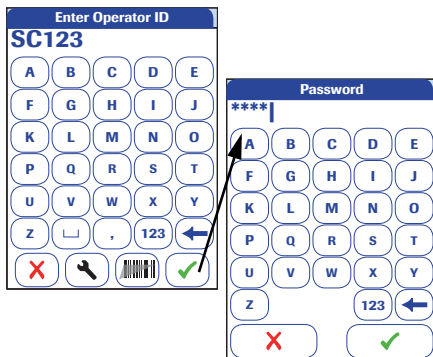 Enter Operator ID
SC123
A B C D E
F G H I J
K L M N O
P Q R S T
U V W X Y
Z , 123
Password
****
A B C D E
F G H I J
K L M N O
P Q R S T
U V W X Y
Z 123